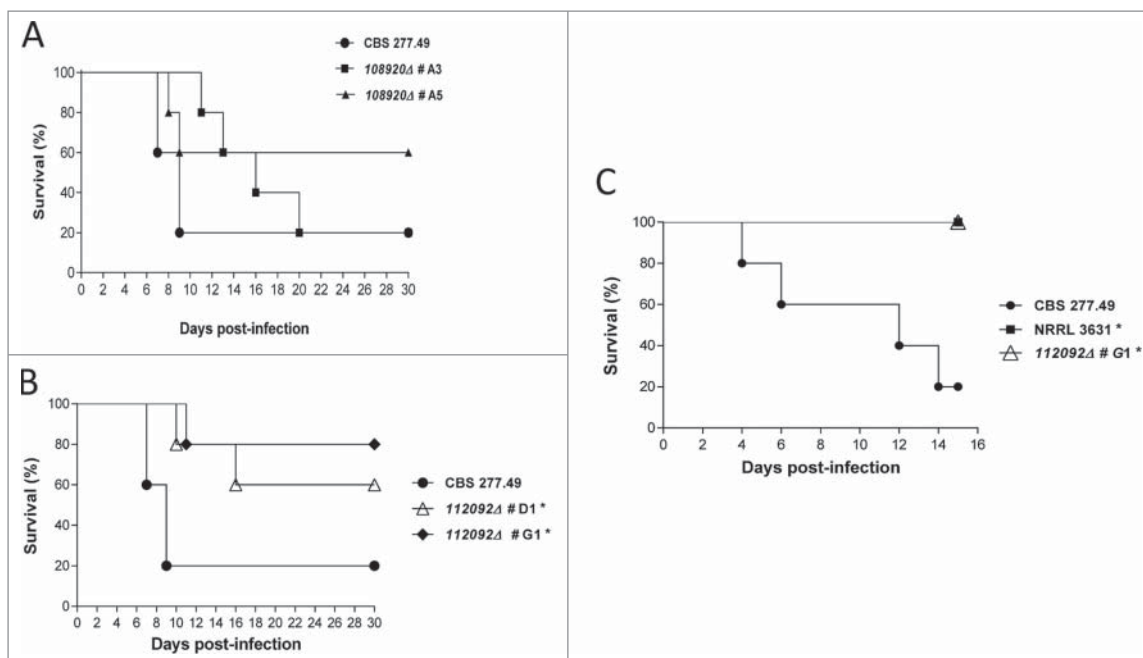 A
CBS 277.49
108920Δ # A3
108920Δ # A5
Survival (%)
100
80
60
40
20
0
0 2 4 6 8 10 12 14 16 18 20 22 24 26 28 30
Days post-infection
B
CBS 277.49
112092Δ # D1 *
112092Δ # G1 *
Survival (%)
100
80
60
40
20
0
0 2 4 6 8 10 12 14 16 18 20 22 24 26 28 30
Days post-infection
C
CBS 277.49
NRRL 3631 *
112092Δ # G1 *
Survival (%)
100
80
60
40
20
0
0 2 4 6 8 10 12 14 16
Days post-infection